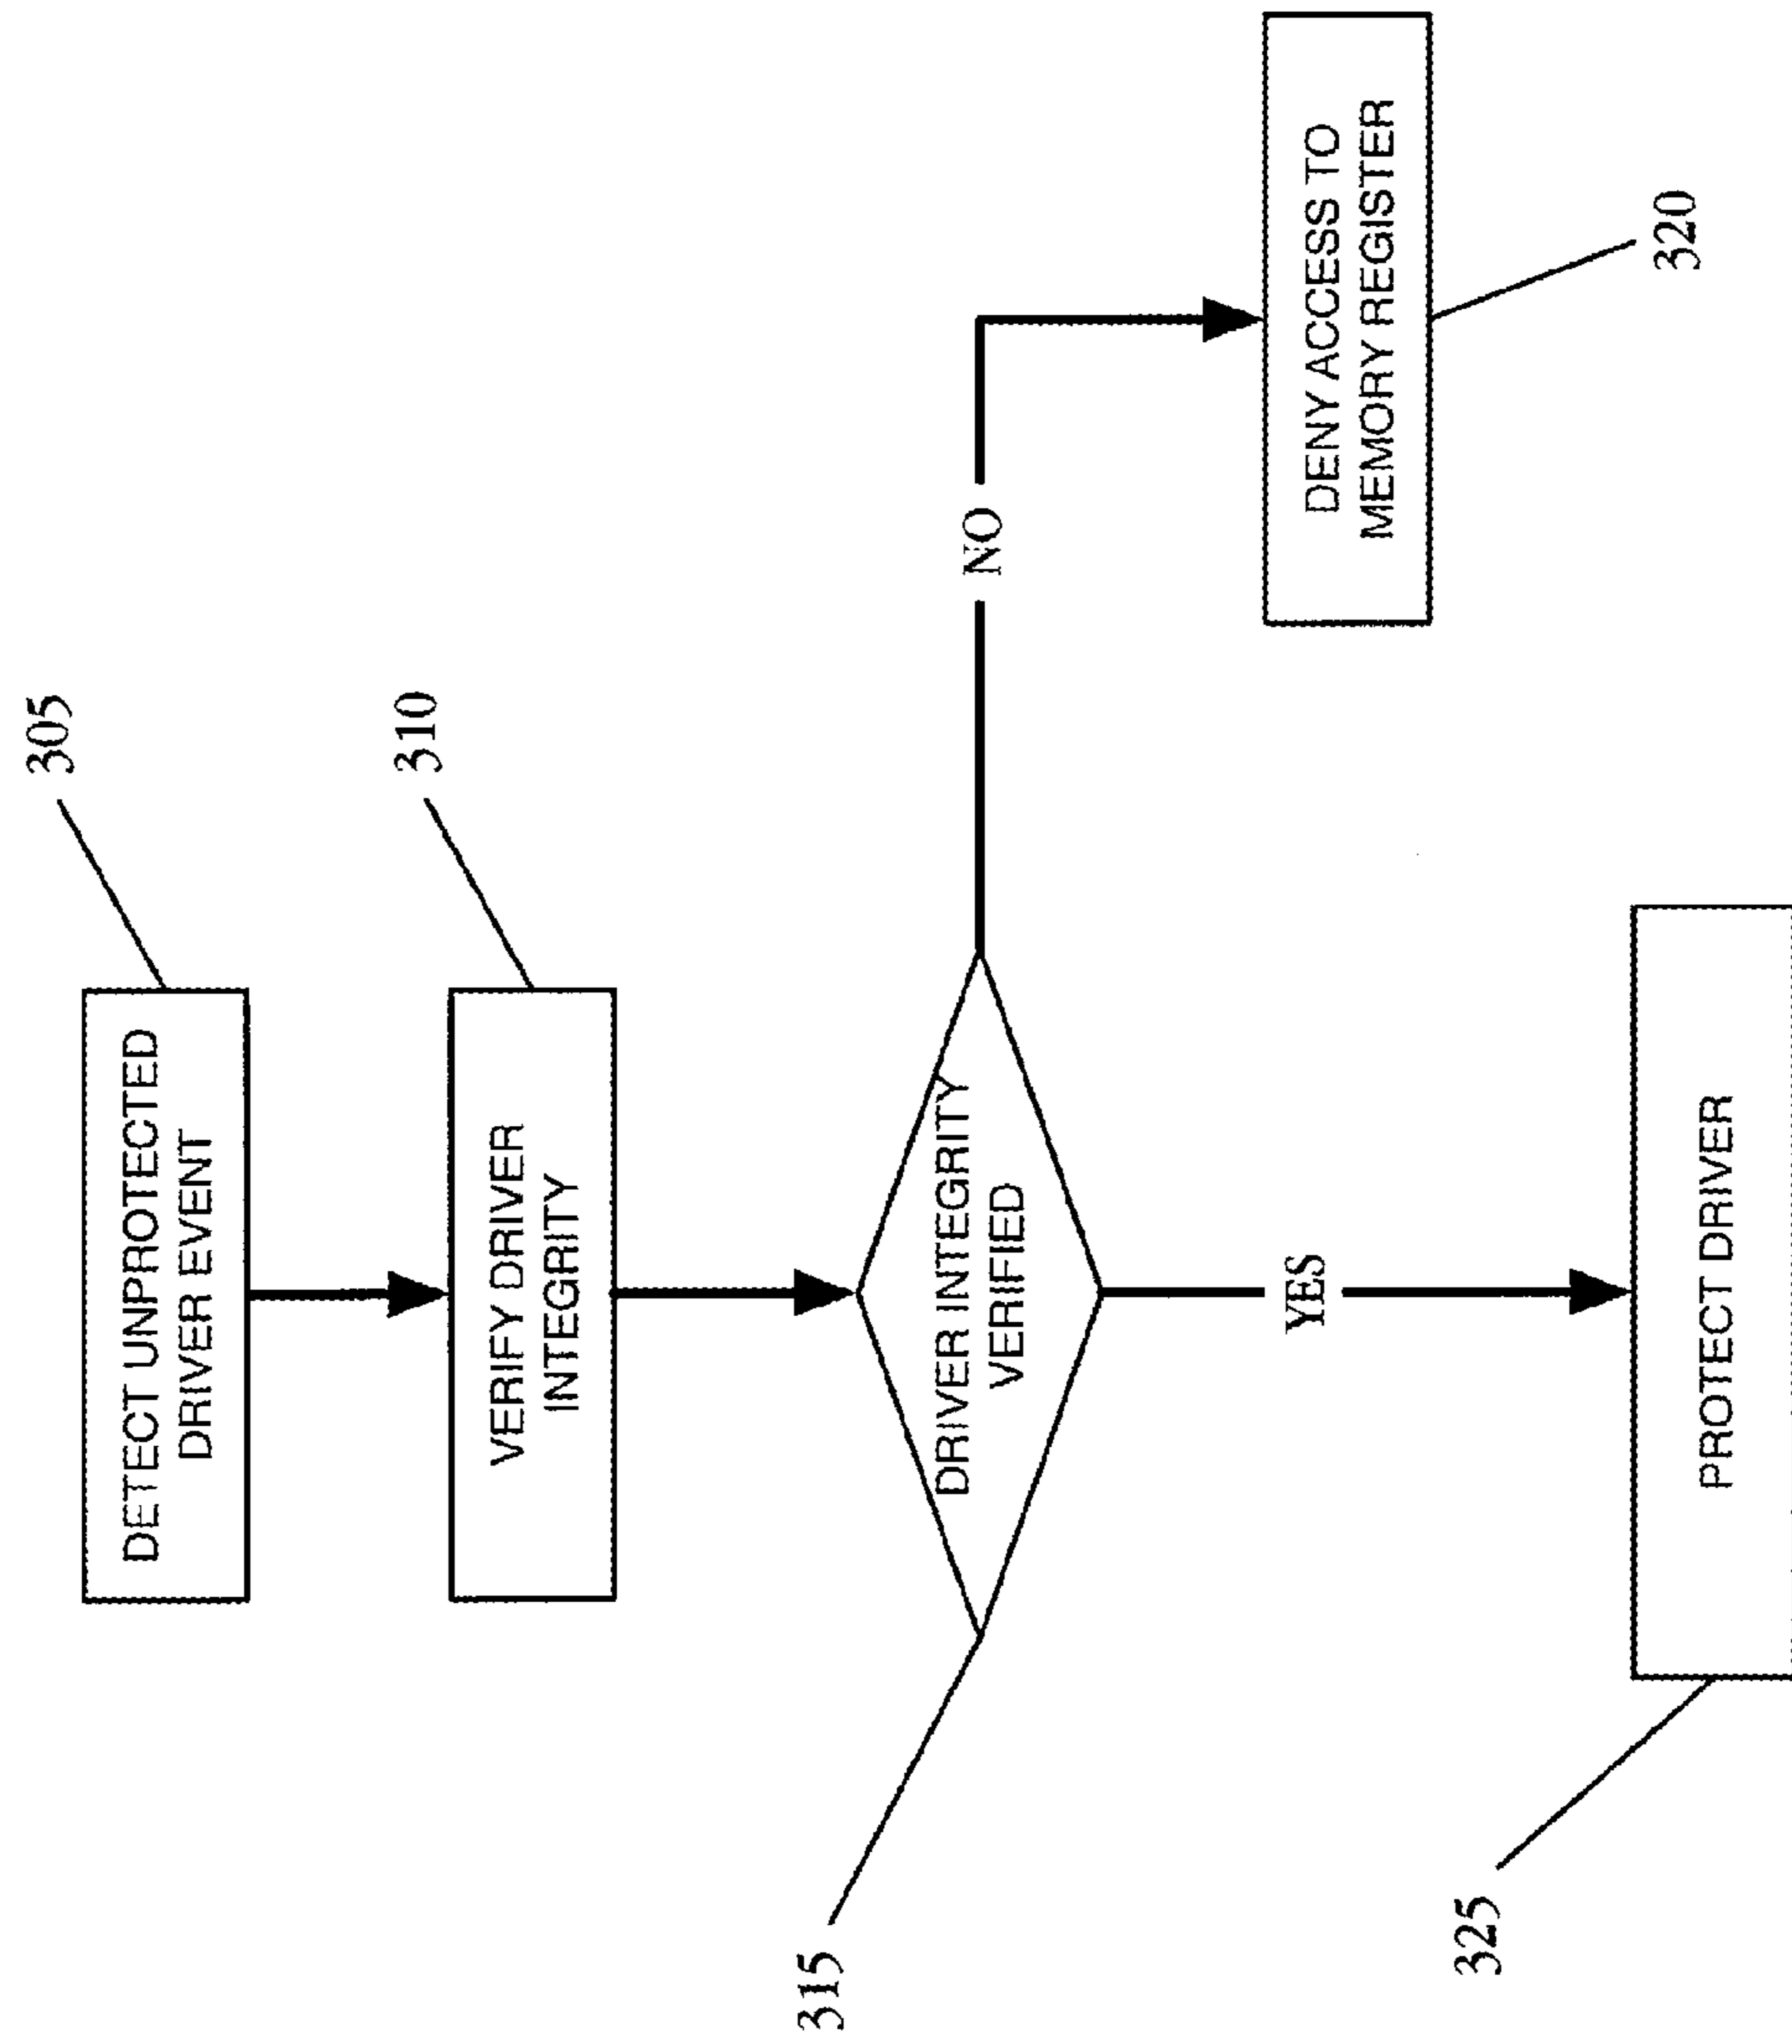 305
DETECT UNPROTECTED
DRIVER EVENT
310
VERIFY DRIVER
INTEGRITY
315
DRIVER INTEGRITY
VERIFIED
NO
DENY ACCESS TO
MEMORY REGISTER
320
YES
325
PROTECT DRIVER